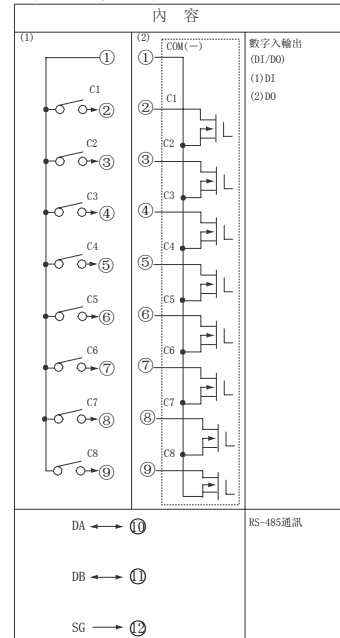 內 容
(1)
①
C1
②
C2
③
C3
④
C4
⑤
C5
⑥
C6
⑦
C7
⑧
C8
⑨
(2)
COM(—)
①
C1
②
C2
③
C3
④
C4
⑤
C5
⑥
C6
⑦
C7
⑧
C8
⑨
數字入輸出
(DI/DO)
(1)DI
(2)DO
DA ⑩
DB ⑪
SG ⑫
RS-485通訊